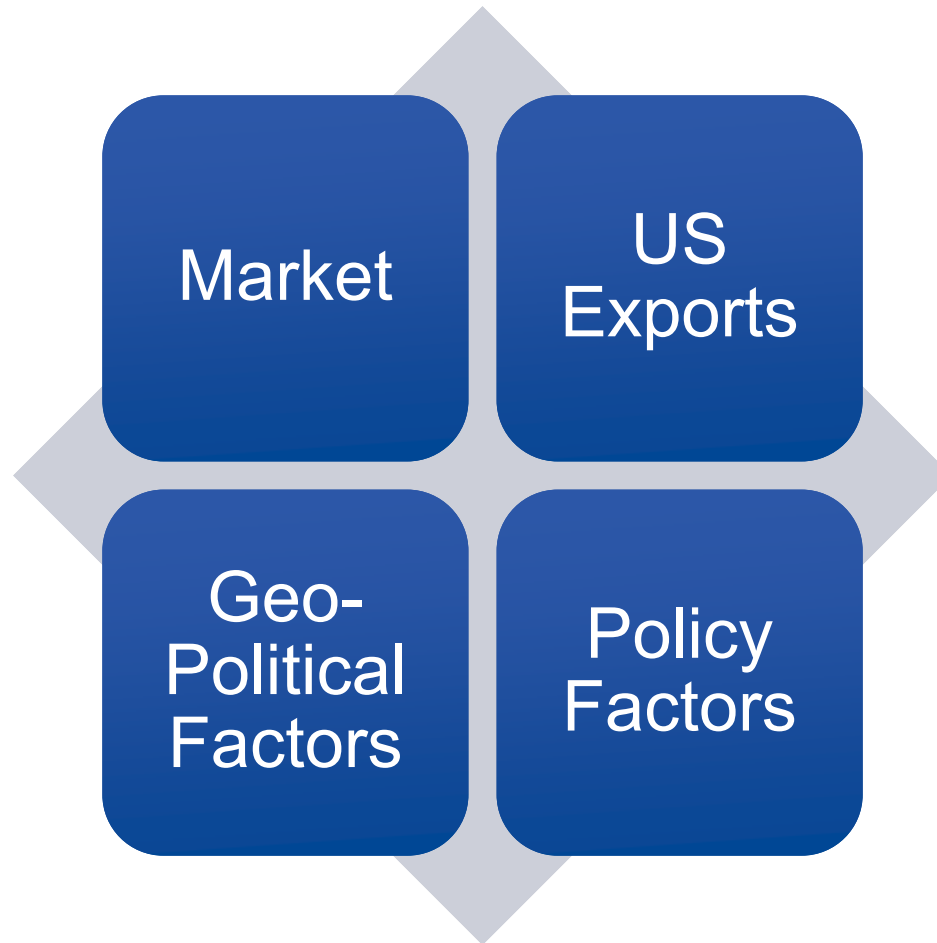 Market
US
Exports
Geo-
Political
Factors
Policy
Factors